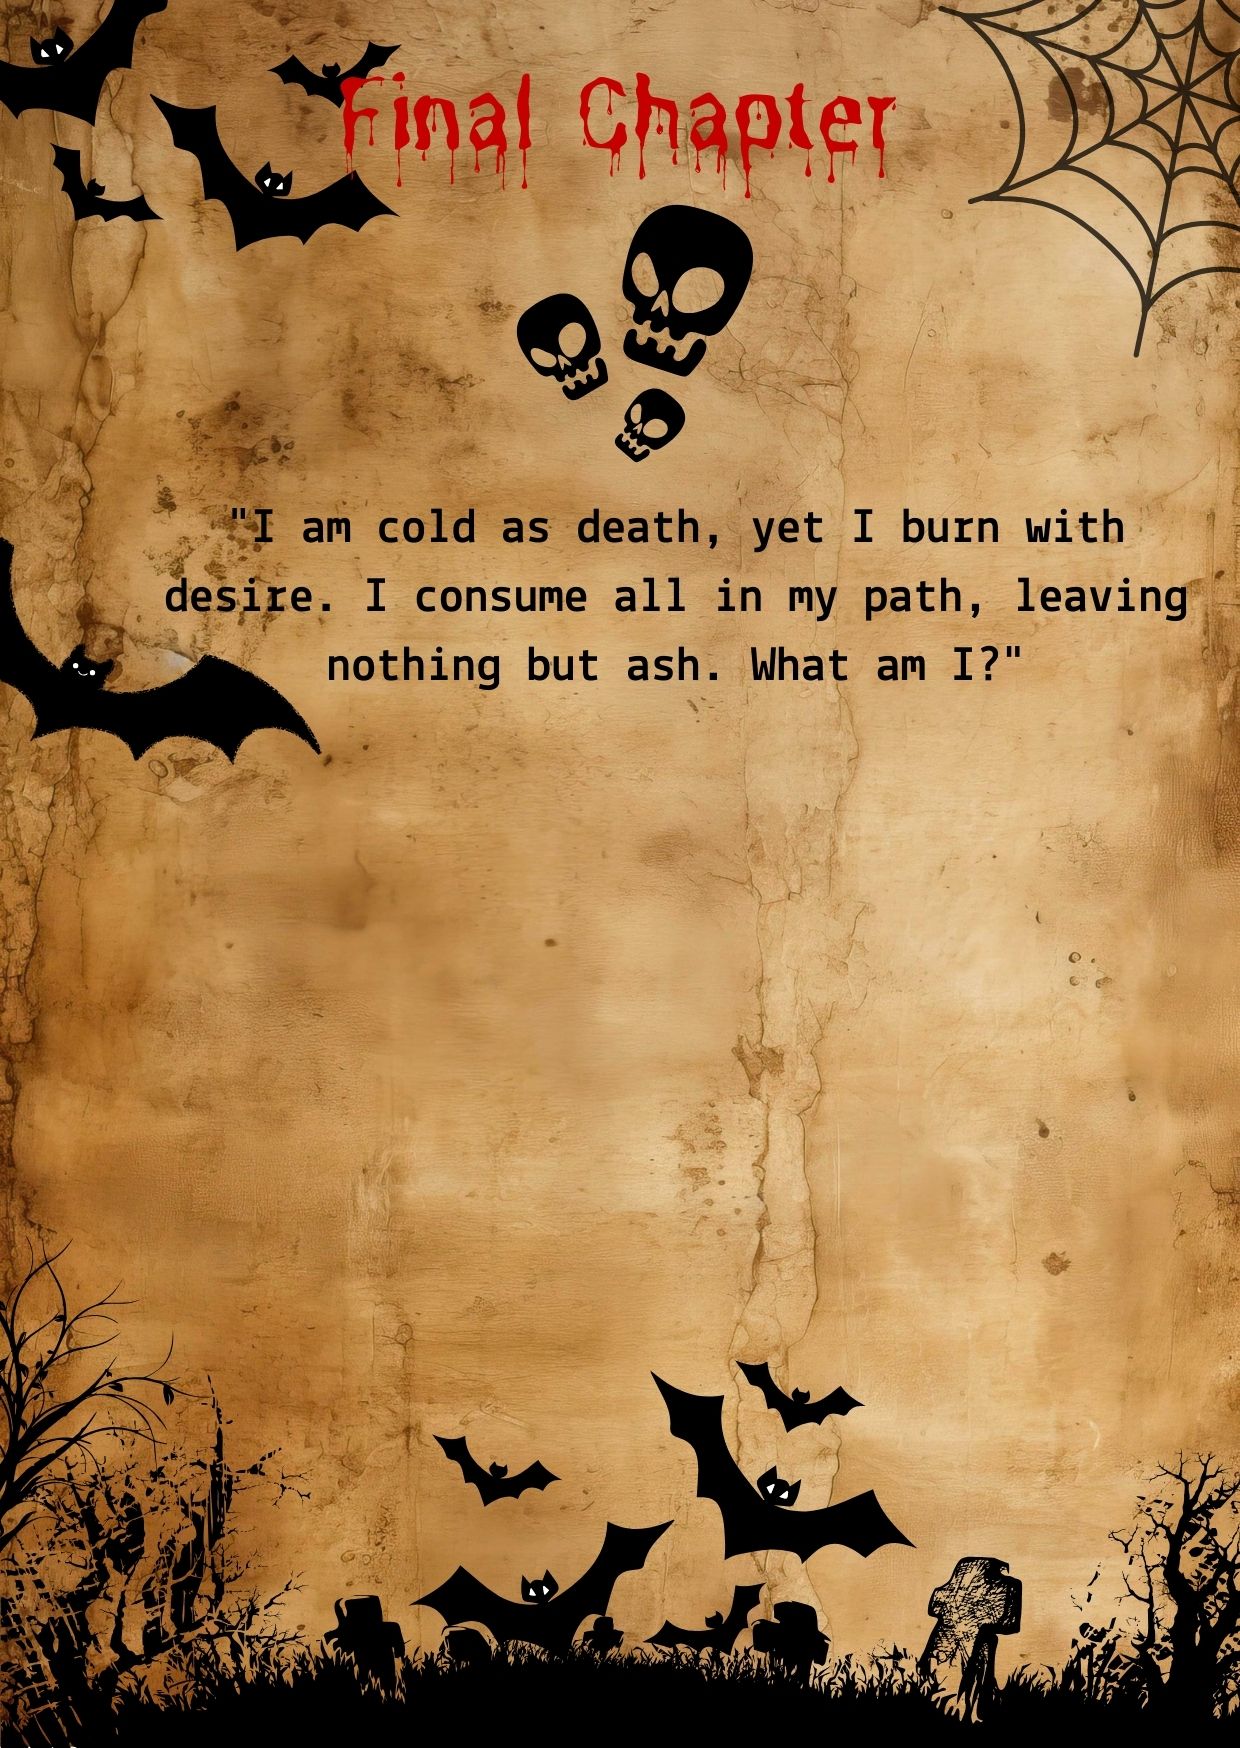 Final Chapter
"I am cold as death, yet I burn with
desire. I consume all in my path, leaving
nothing but ash. What am I?"